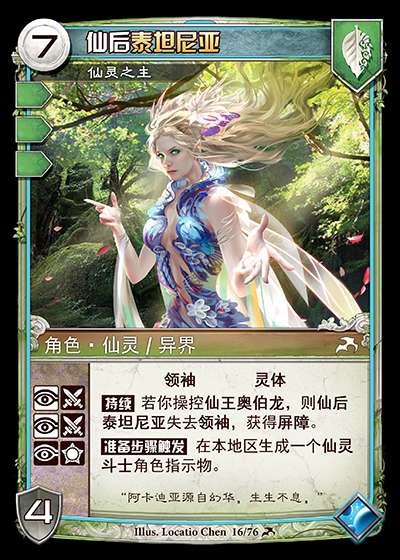 7
仙后泰坦尼亚
仙灵之主
角色·仙灵/异界
领袖 灵体
持续 若你操控仙王奥伯龙，则仙后
泰坦尼亚失去领袖，获得屏障。
准备步骤触发 在本地区生成一个仙灵
斗士角色指示物。
“阿卡迪亚源自幻华，生生不息。”
4
Illus. Locatio Chen 16/76